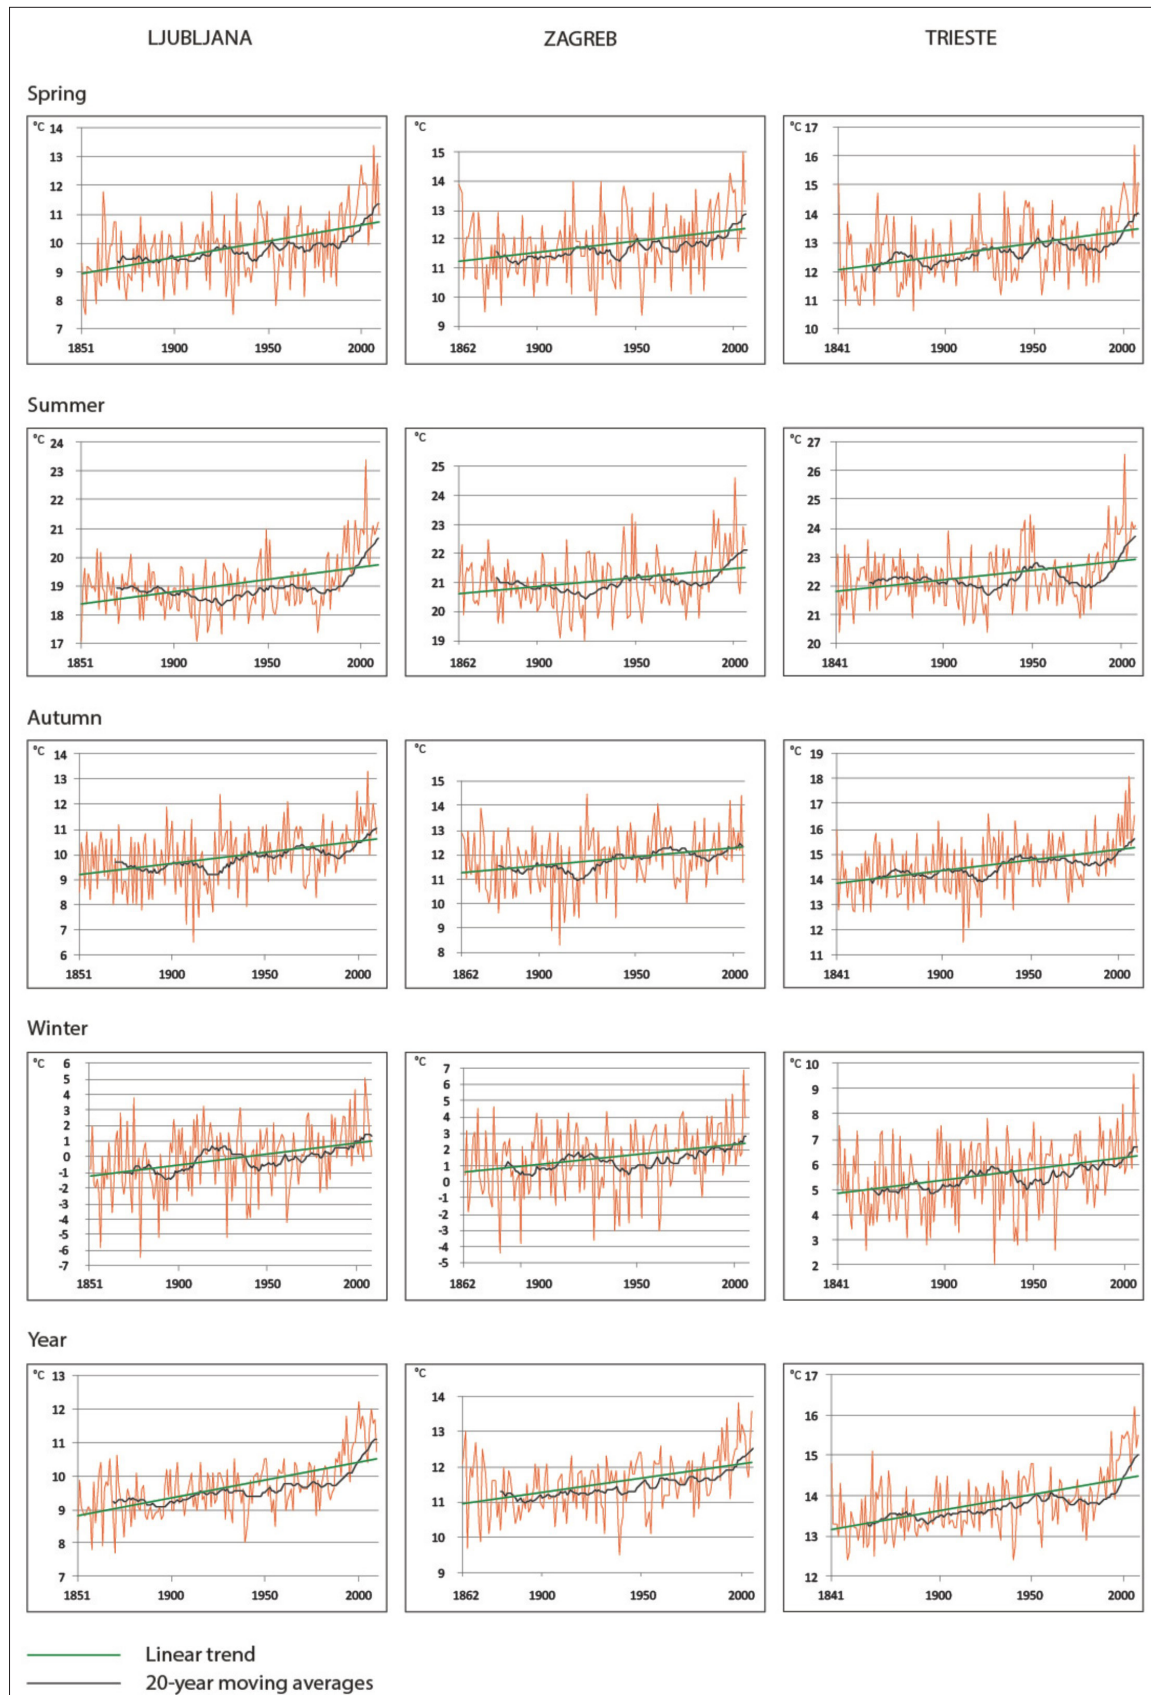 LJUBLJANA ZAGREB TRIESTE
Spring
°C 14 13 12 11 10 9 8 7 1851 1900 1950 2000
°C 15 14 13 12 11 10 9 1862 1900 1950 2000
°C 17 16 15 14 13 12 11 10 1841 1900 1950 2000
Summer
°C 24 23 22 21 20 19 18 17 1851 1900 1950 2000
°C 25 24 23 22 21 20 19 1862 1900 1950 2000
°C 27 26 25 24 23 22 21 20 1841 1900 1950 2000
Autumn
°C 14 13 12 11 10 9 8 7 6 1851 1900 1950 2000
°C 15 14 13 12 11 10 9 8 1862 1900 1950 2000
°C 19 18 17 16 15 14 13 12 11 1841 1900 1950 2000
Winter
°C 6 5 4 3 2 1 0 -1 -2 -3 -4 -5 -6 -7 1851 1900 1950 2000
°C 7 6 5 4 3 2 1 0 -1 -2 -3 -4 -5 1862 1900 1950 2000
°C 10 9 8 7 6 5 4 3 2 1841 1900 1950 2000
Year
°C 13 12 11 10 9 8 7 1851 1900 1950 2000
°C 14 13 12 11 10 9 1862 1900 1950 2000
°C 17 16 15 14 13 12 1841 1900 1950 2000
Linear trend
20-year moving averages